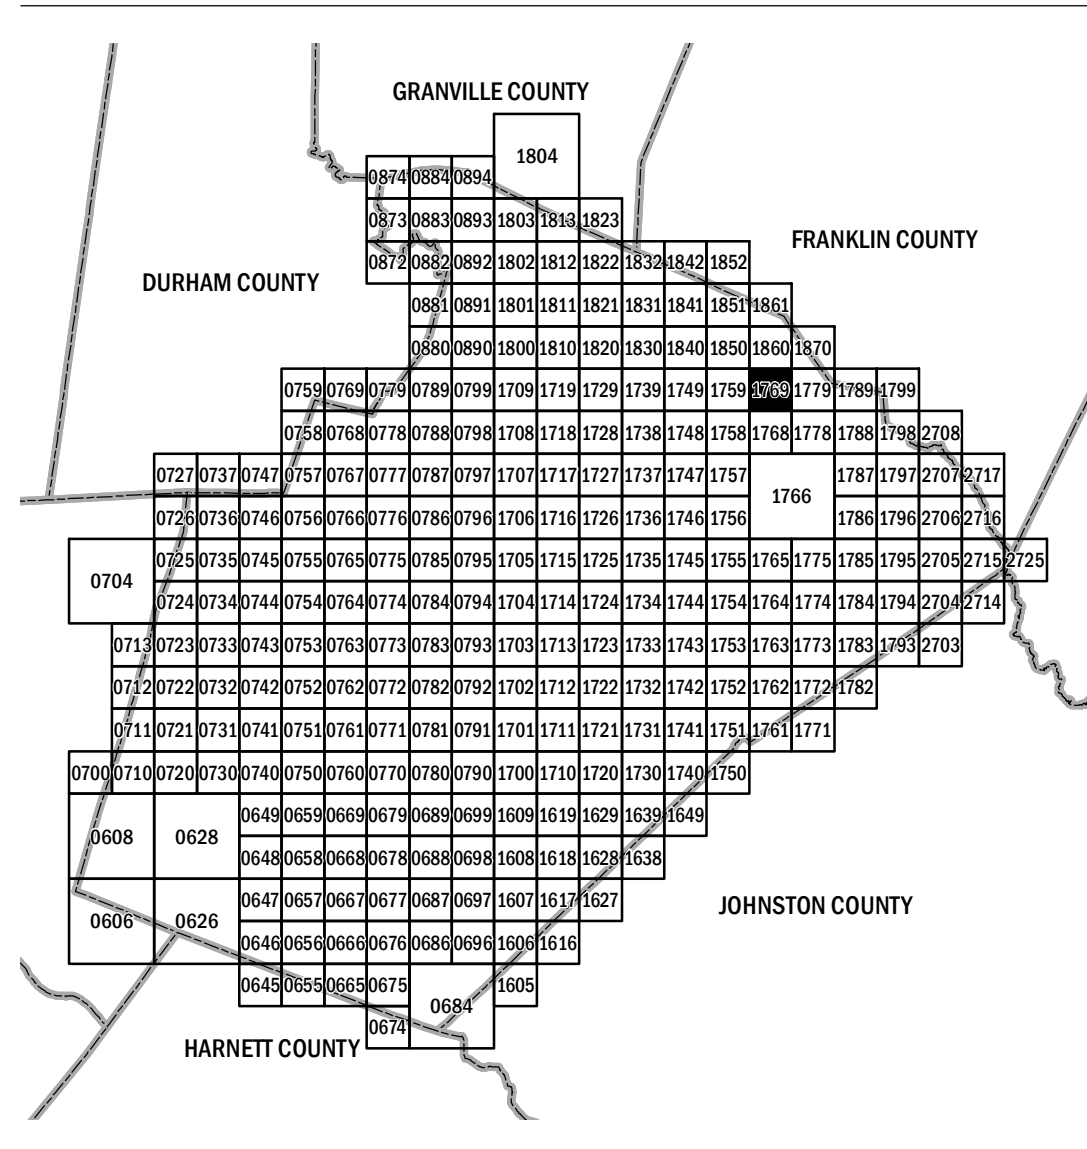 GRANVILLE COUNTY
1804
0874 0884 0894
0873 0883 0893 1803 1813 1823
FRANKLIN COUNTY
0872 0882 0892 1802 1812 1822 1832 1842 1852
DURHAM COUNTY
0881 0891 1801 1811 1821 1831 1841 1851 1861
0880 0890 1800 1810 1820 1830 1840 1850 1860 1870
0759 0769 0779 0789 0799 1709 1719 1729 1739 1749 1759 1769 1779 1789 1799
0758 0768 0778 0788 0798 1708 1718 1728 1738 1748 1758 1768 1778 1788 1798 2708
0727 0737 0747 0757 0767 0777 0787 0797 1707 1717 1727 1737 1747 1757 1787 1797 2707 2717
1766
0726 0736 0746 0756 0766 0776 0786 0796 1706 1716 1726 1736 1746 1756 1786 1796 2706 2716
0725 0735 0745 0755 0765 0775 0785 0795 1705 1715 1725 1735 1745 1755 1765 1775 1785 1795 2705 2715 2725
0704
0724 0734 0744 0754 0764 0774 0784 0794 1704 1714 1724 1734 1744 1754 1764 1774 1784 1794 2704 2714
0713 0723 0733 0743 0753 0763 0773 0783 0793 1703 1713 1723 1733 1743 1753 1763 1773 1783 1793 2703
0712 0722 0732 0742 0752 0762 0772 0782 0792 1702 1712 1722 1732 1742 1752 1762 1772 1782
0711 0721 0731 0741 0751 0761 0771 0781 0791 1701 1711 1721 1731 1741 1751 1761 1771
0700 0710 0720 0730 0740 0750 0760 0770 0780 0790 1700 1710 1720 1730 1740 1750
0649 0659 0669 0679 0689 0699 1609 1619 1629 1639 1649
0608 0628
0648 0658 0668 0678 0688 0698 1608 1618 1628 1638
0647 0657 0667 0677 0687 0697 1607 1617 1627
JOHNSTON COUNTY
0606 0626
0646 0656 0666 0676 0686 0696 1606 1616
0645 0655 0665 0675 1605
0684
0674
HARNETT COUNTY